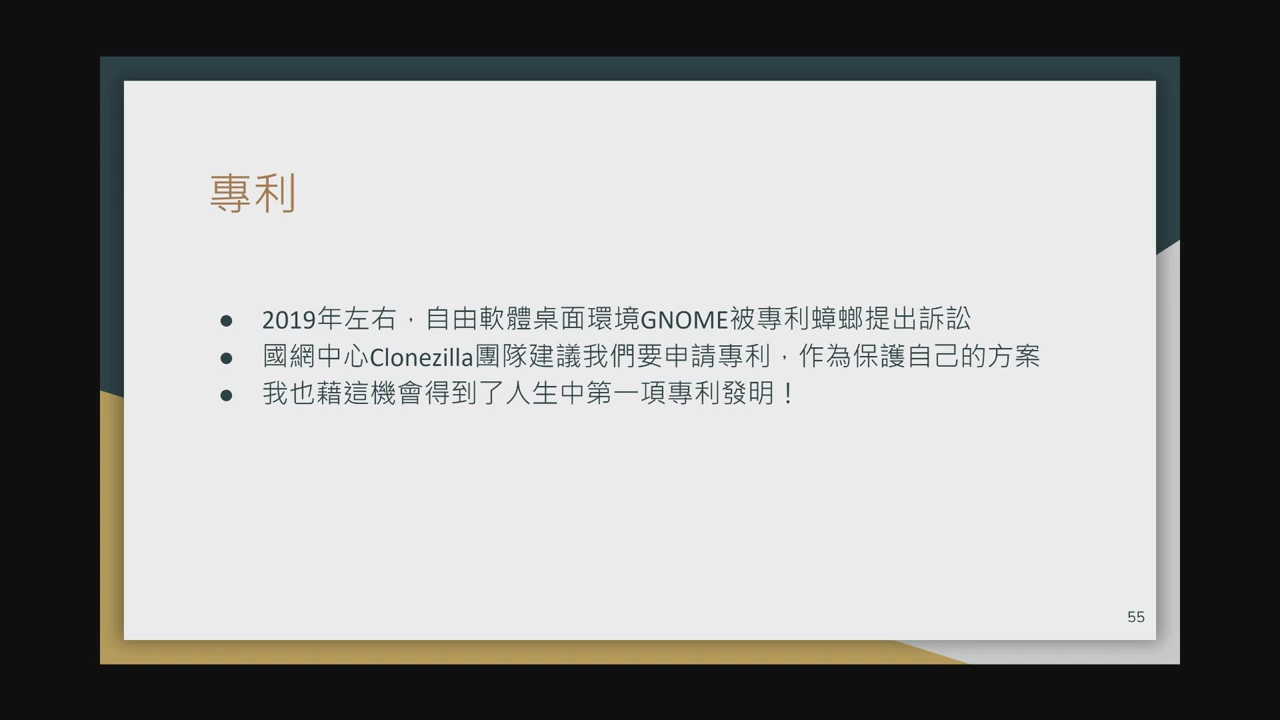 專利
● 2019年左右，自由軟體桌面環境GNOME被專利蟑螂提出訴訟
● 國網中心Clonezilla團隊建議我們要申請專利，作為保護自己的方案
● 我也藉這機會得到了人生中第一項專利發明！
55